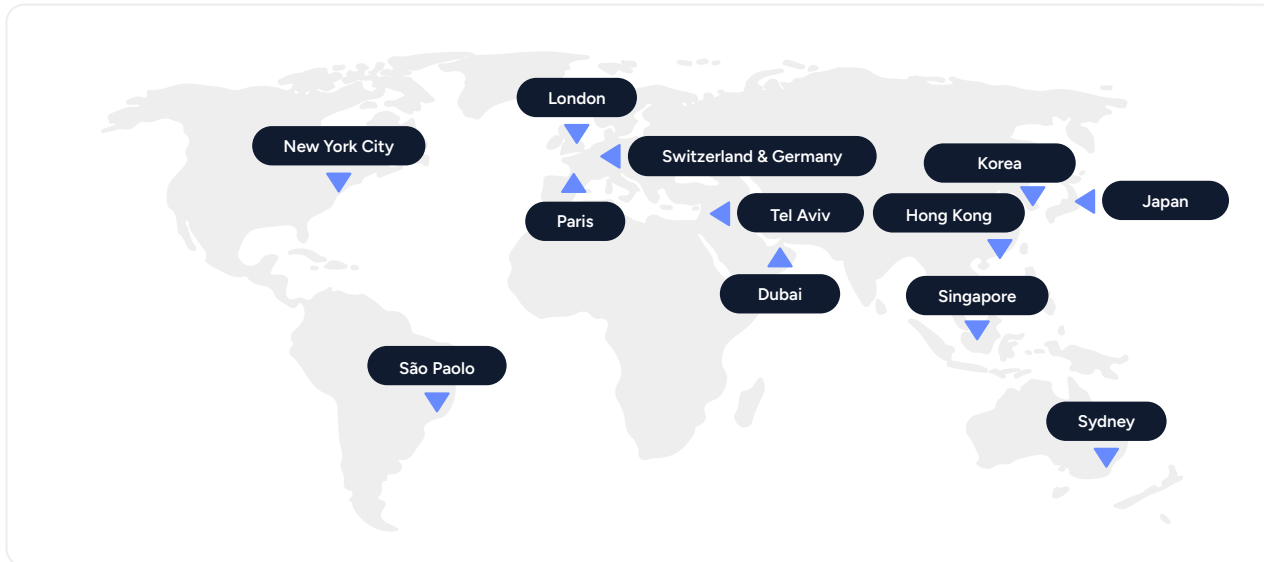 London
New York City
Switzerland & Germany
Korea
Japan
Paris
Tel Aviv
Hong Kong
Dubai
Singapore
São Paolo
Sydney